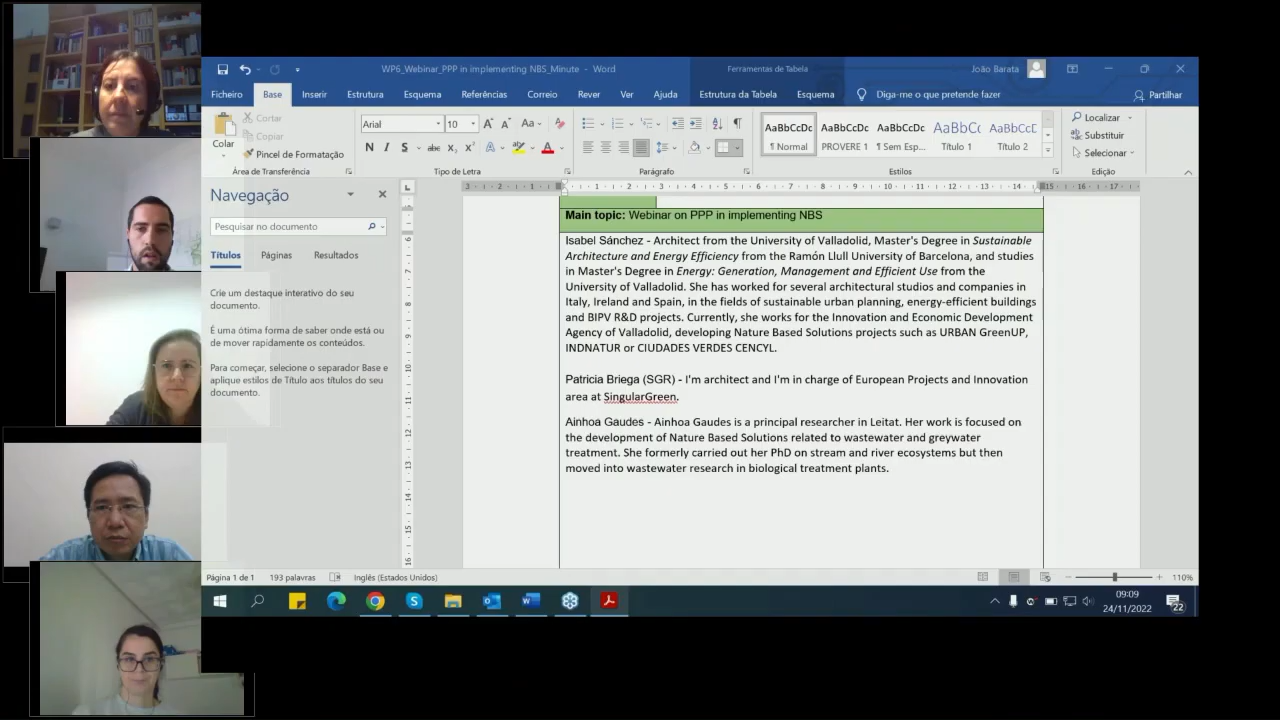 WP6_Webinar_PPP in implementing NBS_Minute - Word
Ferramentas de Tabela
João Barata
Ficheiro Base Inserir Estrutura Esquema Referências Correio Rever Ver Ajuda Estrutura da Tabela Esquema Diga-me o que pretende fazer Partilhar
Colar
Cortar
Copiar
Pincel de Formatação
Área de Transferência
Arial 10
N K S abc x₂ x²
Tipo de Letra
Parágrafo
AaBbCcDc AaBbCcDc AaBbCcDc AaBbCc AaBbCcD
¶ Normal PROVERE 1 ¶ Sem Esp... Título 1 Título 2
Estilos
Localizar
Substituir
Selecionar
Edição
Navegação
Pesquisar no documento
Títulos Páginas Resultados
Crie um destaque interativo do seu
documento.
É uma ótima forma de saber onde está ou
de mover rapidamente os conteúdos.
Para começar, selecione o separador Base e
aplique estilos de Título aos títulos do seu
documento.
Main topic: Webinar on PPP in implementing NBS
Isabel Sánchez - Architect from the University of Valladolid, Master's Degree in Sustainable
Architecture and Energy Efficiency from the Ramón Llull University of Barcelona, and studies
in Master's Degree in Energy: Generation, Management and Efficient Use from the
University of Valladolid. She has worked for several architectural studios and companies in
Italy, Ireland and Spain, in the fields of sustainable urban planning, energy-efficient buildings
and BIPV R&D projects. Currently, she works for the Innovation and Economic Development
Agency of Valladolid, developing Nature Based Solutions projects such as URBAN GreenUP,
INDNATUR or CIUDADES VERDES CENCYL.
Patricia Briega (SGR) - I'm architect and I'm in charge of European Projects and Innovation
area at SingularGreen.
Ainhoa Gaudes - Ainhoa Gaudes is a principal researcher in Leitat. Her work is focused on
the development of Nature Based Solutions related to wastewater and greywater
treatment. She formerly carried out her PhD on stream and river ecosystems but then
moved into wastewater research in biological treatment plants.
Página 1 de 1 193 palavras Inglês (Estados Unidos) 110%
09:09
24/11/2022
22